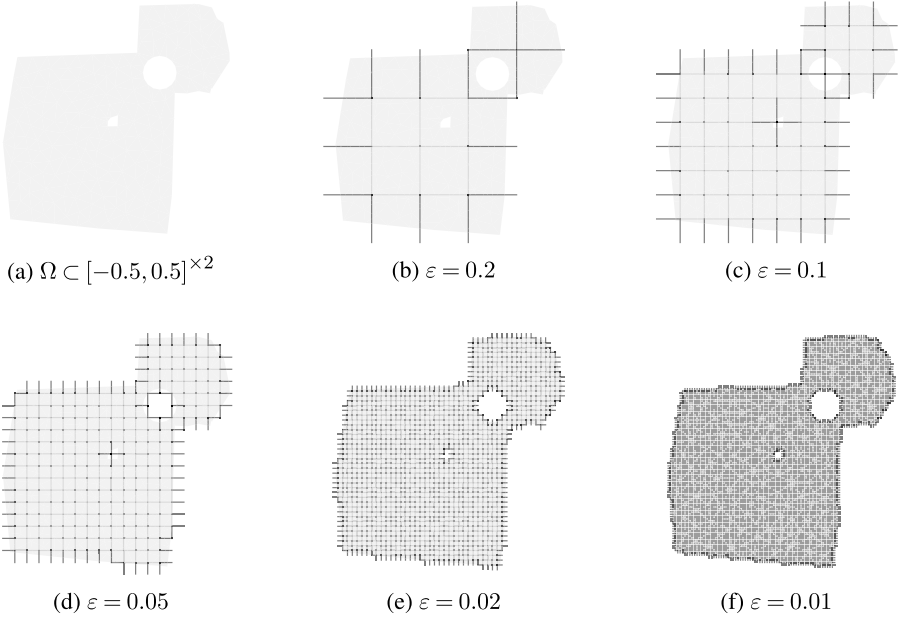 (a) Ω ⊂ [−0.5, 0.5]^{×2}
(b) ε = 0.2
(c) ε = 0.1
(d) ε = 0.05
(e) ε = 0.02
(f) ε = 0.01